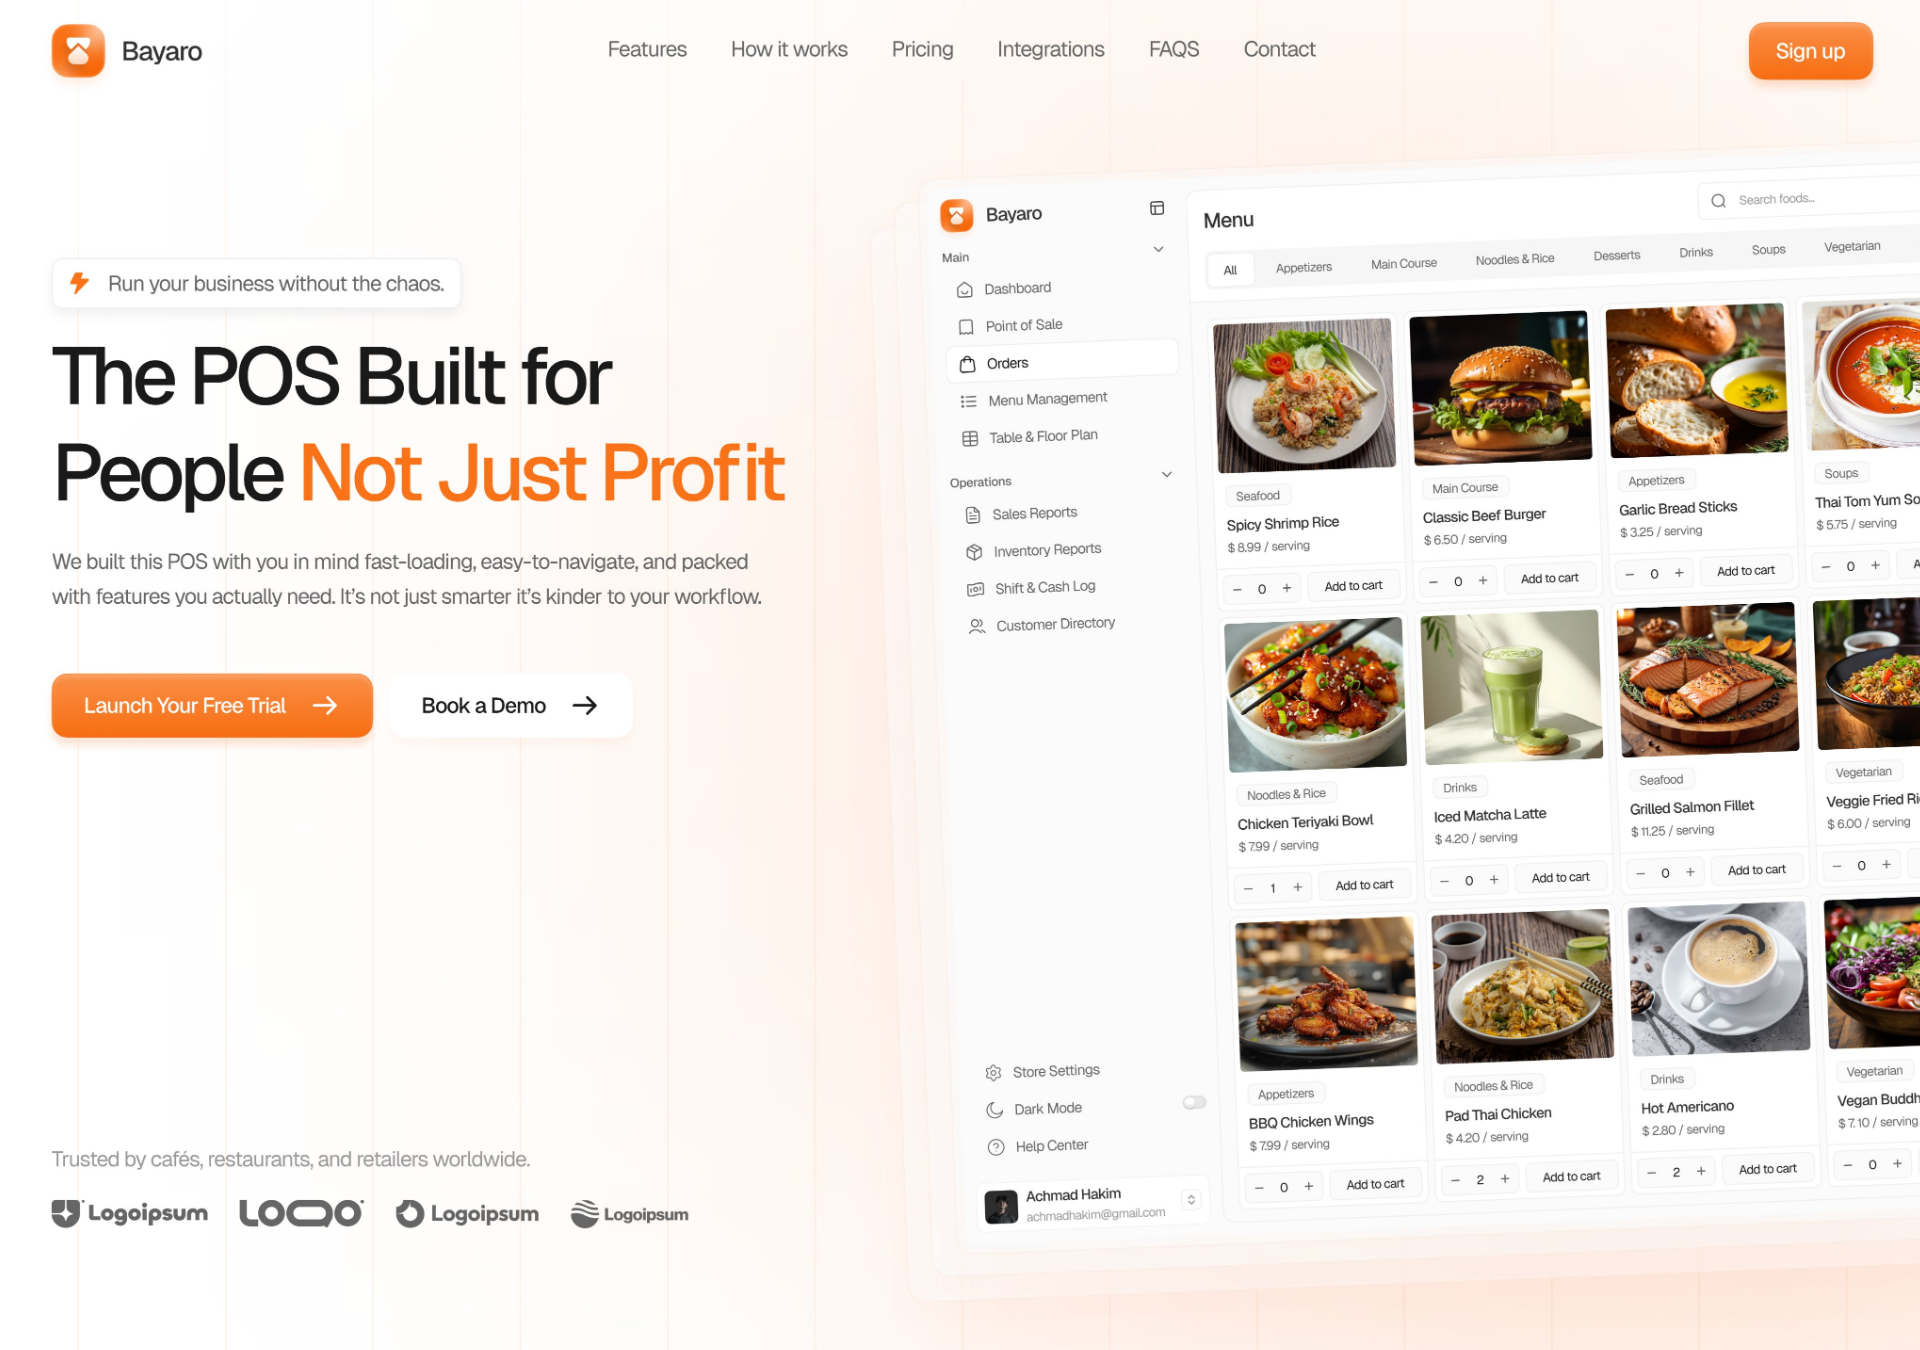 Bayaro
Features
How it works
Pricing
Integrations
FAQS
Contact
Sign up
Run your business without the chaos.
The POS Built for
People Not Just Profit
We built this POS with you in mind fast-loading, easy-to-navigate, and packed
with features you actually need. It's not just smarter it's kinder to your workflow.
Launch Your Free Trial
Book a Demo
Trusted by cafés, restaurants, and retailers worldwide.
Logoipsum
LOGO
Logoipsum
Logoipsum
Bayaro
Main
Dashboard
Point of Sale
Orders
Menu Management
Table & Floor Plan
Operations
Sales Reports
Inventory Reports
Shift & Cash Log
Customer Directory
Store Settings
Dark Mode
Help Center
Achmad Hakim
achmadhakim@gmail.com
Menu
Search foods...
All
Appetizers
Main Course
Noodles & Rice
Desserts
Drinks
Soups
Vegetarian
Seafood
Spicy Shrimp Rice
$ 8.99 / serving
− 0 +
Add to cart
Main Course
Classic Beef Burger
$ 6.50 / serving
− 0 +
Add to cart
Appetizers
Garlic Bread Sticks
$ 3.25 / serving
− 0 +
Add to cart
Soups
Thai Tom Yum So
$ 5.75 / serving
− 0 +
A
Noodles & Rice
Chicken Teriyaki Bowl
$ 7.99 / serving
− 1 +
Add to cart
Drinks
Iced Matcha Latte
$ 4.20 / serving
− 0 +
Add to cart
Seafood
Grilled Salmon Fillet
$ 11.25 / serving
− 0 +
Add to cart
Vegetarian
Veggie Fried Ri
$ 6.00 / serving
− 0 +
Appetizers
BBQ Chicken Wings
$ 7.99 / serving
− 0 +
Add to cart
Noodles & Rice
Pad Thai Chicken
$ 4.20 / serving
− 2 +
Add to cart
Drinks
Hot Americano
$ 2.80 / serving
− 2 +
Add to cart
Vegetarian
Vegan Buddh
$ 7.10 / serving
− 0 +